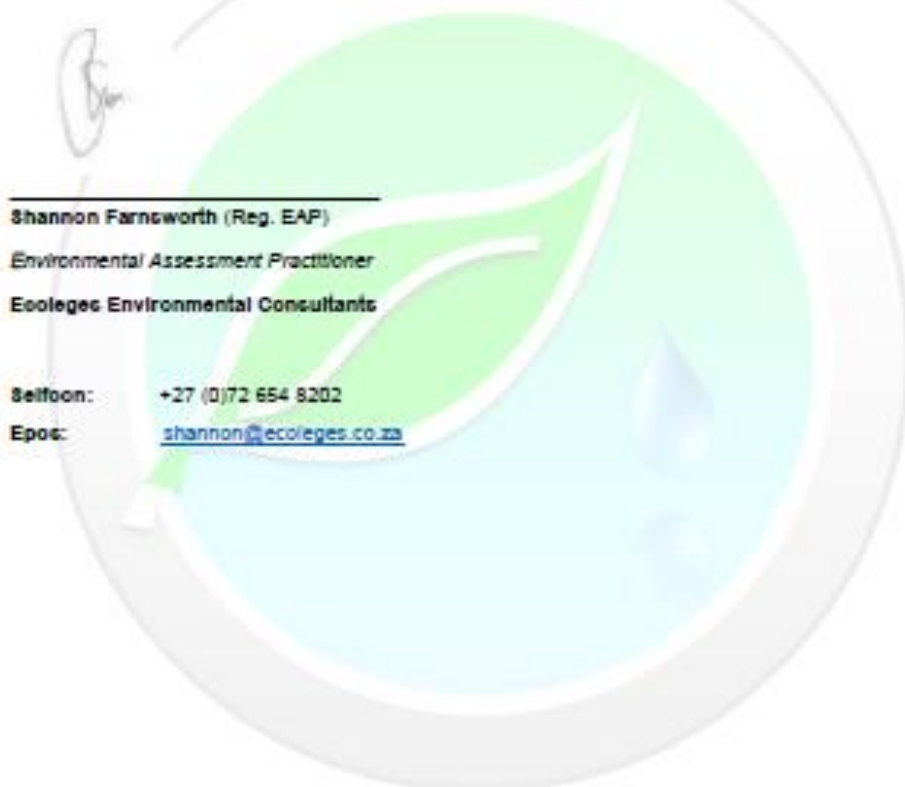 Shannon Farnsworth (Reg. EAP)
Environmental Assessment Practitioner
Ecoleges Environmental Consultants
Selfoon: +27 (0)72 654 8202
Epos: shannon@ecoleges.co.za